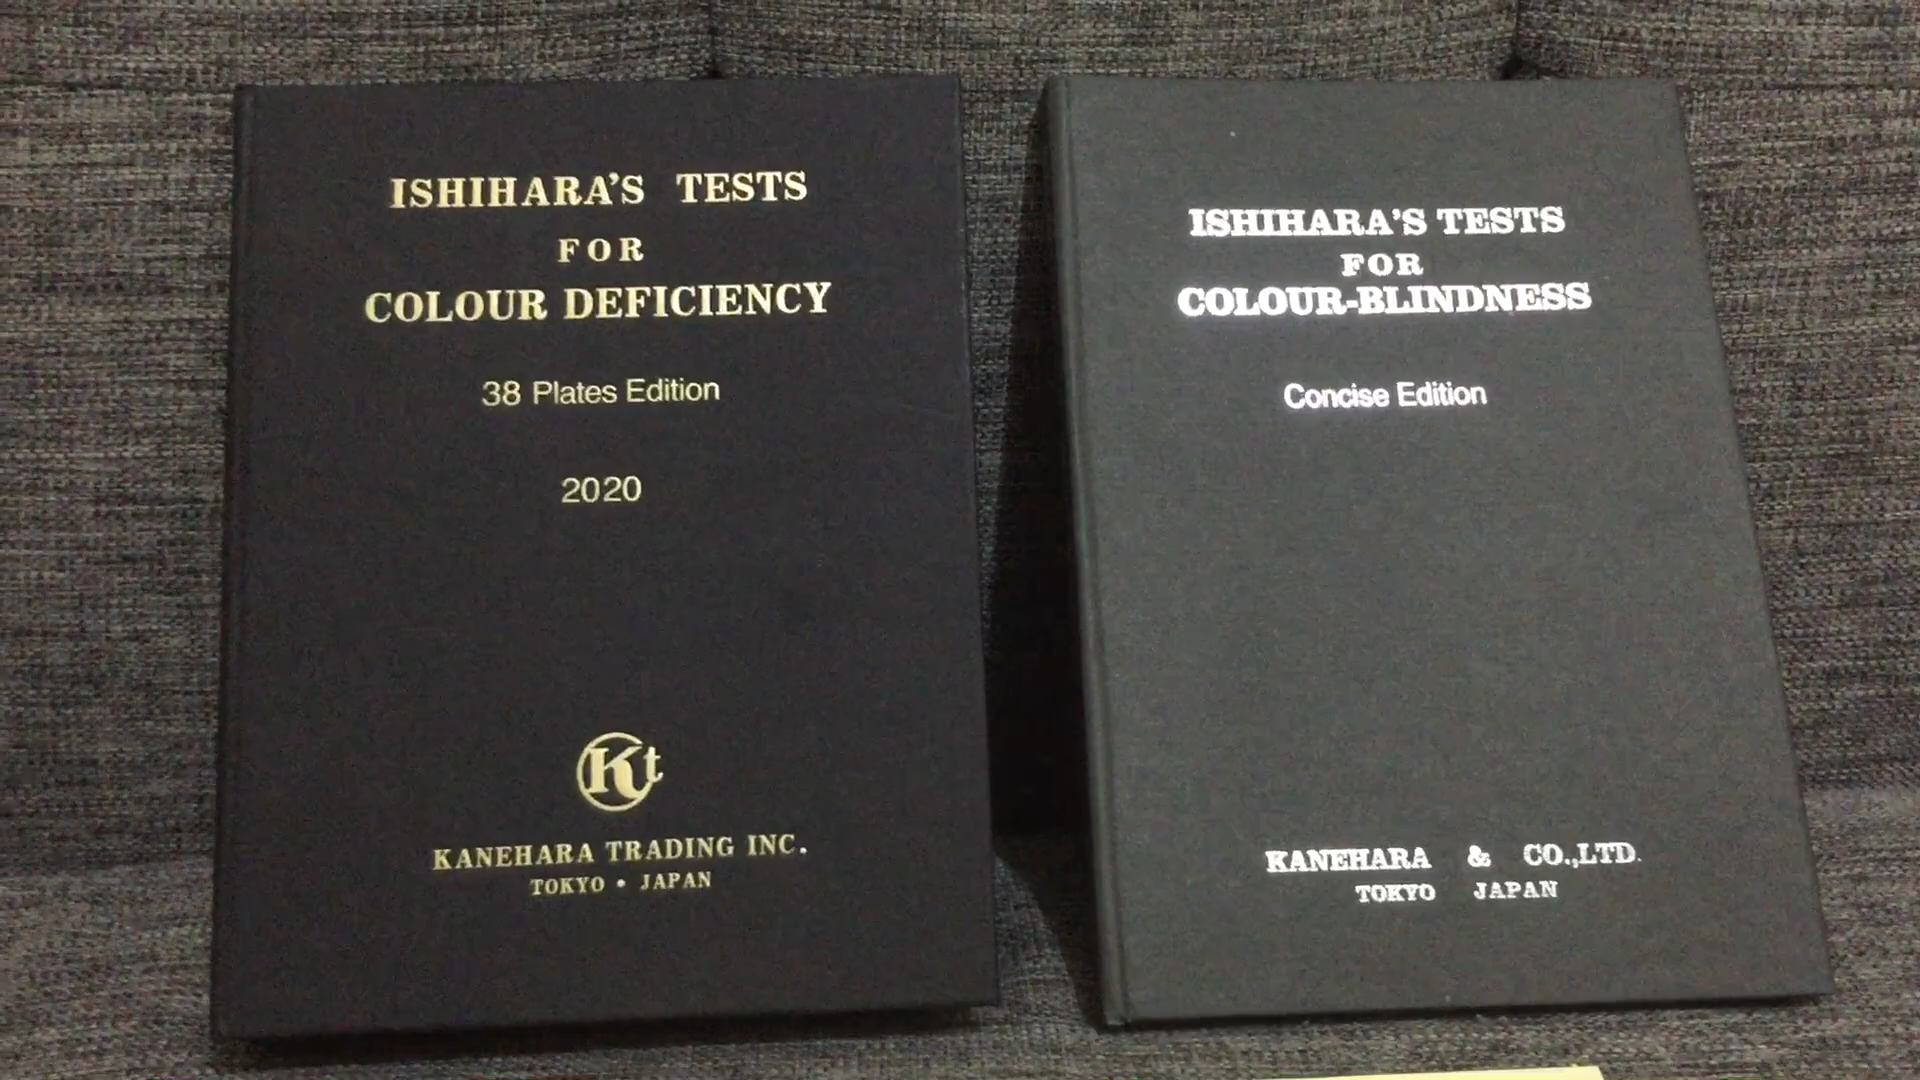 ISHIHARA'S TESTS
FOR
COLOUR DEFICIENCY
38 Plates Edition
2020
Kt
KANEHARA TRADING INC.
TOKYO • JAPAN
ISHIHARA'S TESTS
FOR
COLOUR-BLINDNESS
Concise Edition
KANEHARA & CO.,LTD.
TOKYO JAPAN